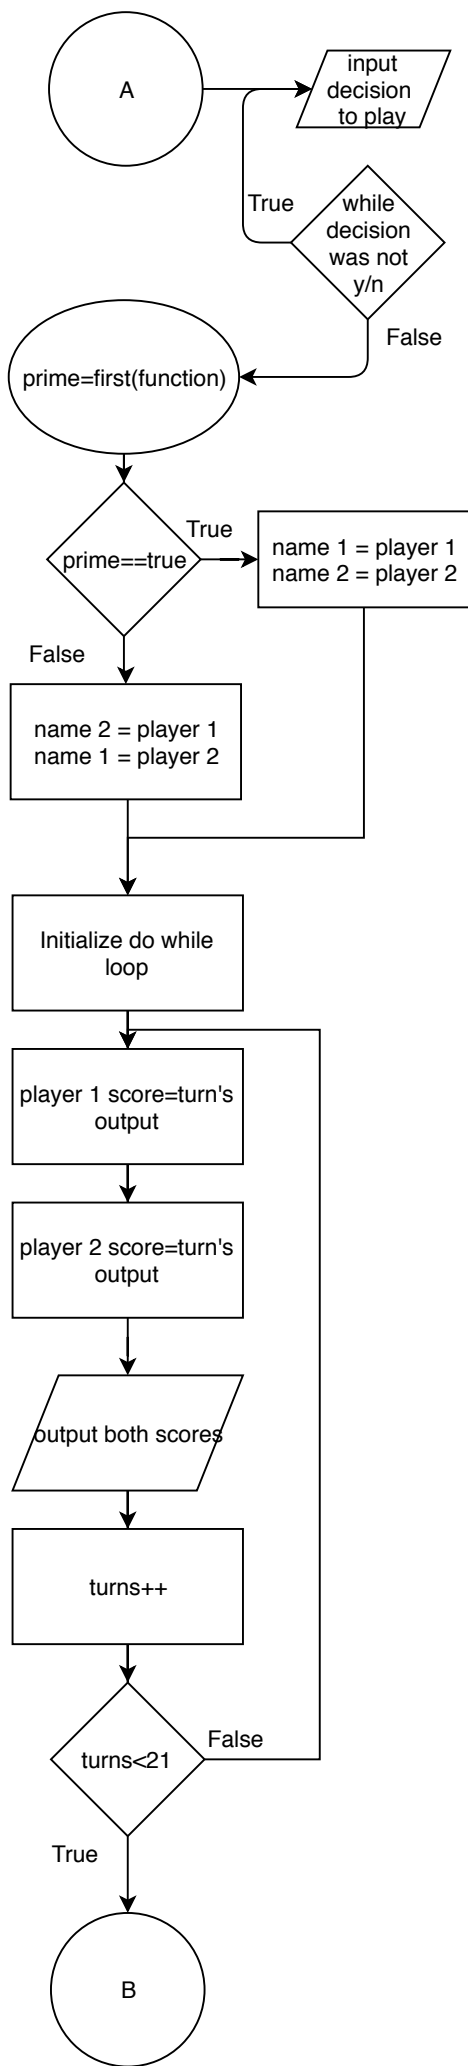 A
input
decision
to play
True
while
decision
was not
y/n
False
prime=first(function)
True
prime==true
name 1 = player 1
name 2 = player 2
False
name 2 = player 1
name 1 = player 2
Initialize do while
loop
player 1 score=turn's
output
player 2 score=turn's
output
output both scores
turns++
False
turns<21
True
B